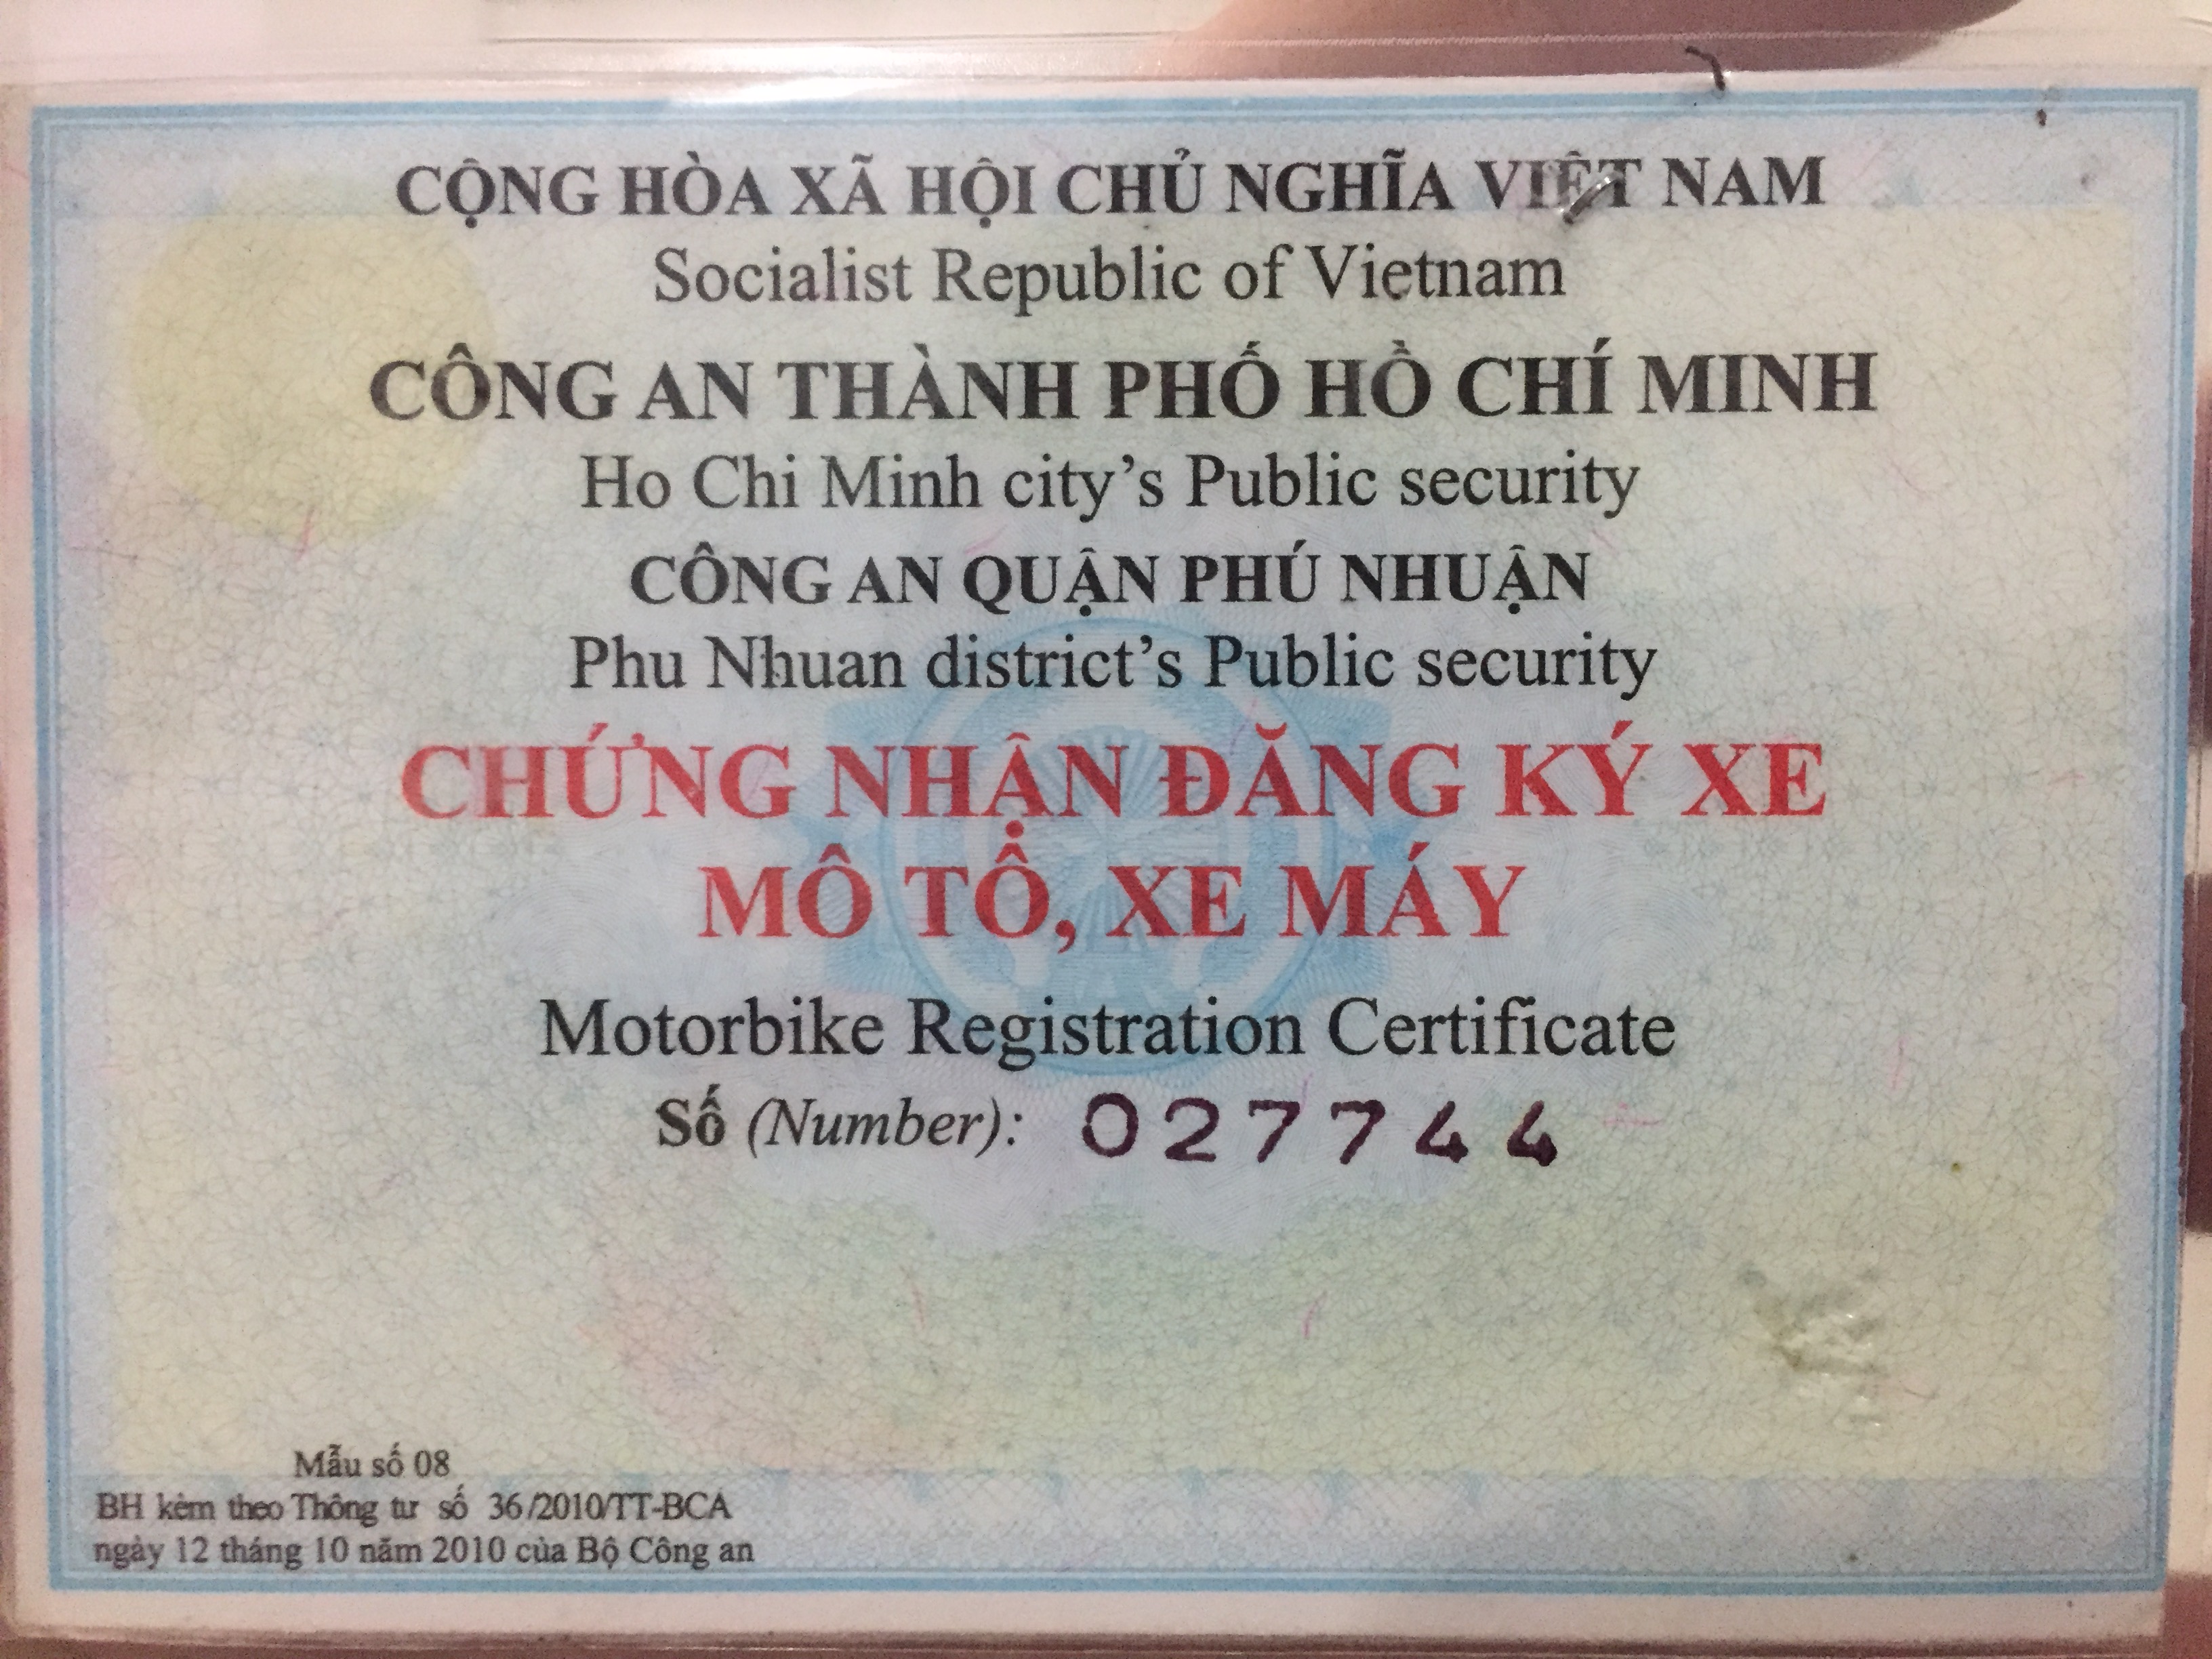 CỘNG HÒA XÃ HỘI CHỦ NGHĨA VIỆT NAM
Socialist Republic of Vietnam
CÔNG AN THÀNH PHỐ HỒ CHÍ MINH
Ho Chi Minh city’s Public security
CÔNG AN QUẬN PHÚ NHUẬN
Phu Nhuan district’s Public security
CHỨNG NHẬN ĐĂNG KÝ XE
MÔ TÔ, XE MÁY
Motorbike Registration Certificate
Số (Number): 027744
Mẫu số 08
BH kèm theo Thông tư số 36/2010/TT-BCA
ngày 12 tháng 10 năm 2010 của Bộ Công an